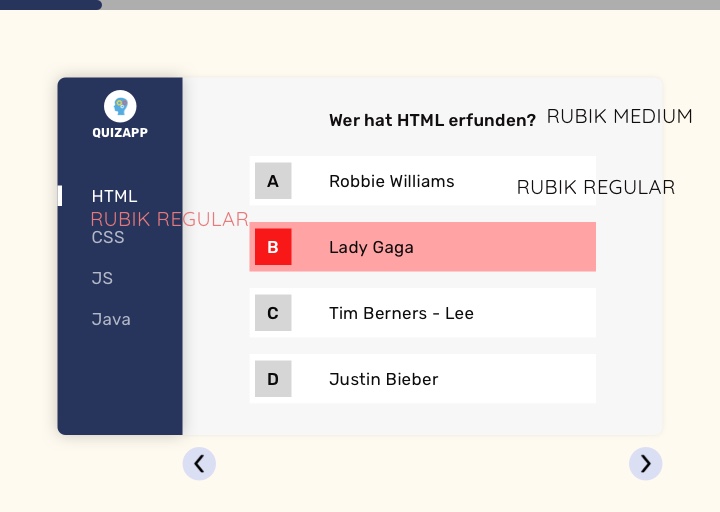 QUIZAPP
HTML
RUBIK REGULAR
CSS
JS
Java
Wer hat HTML erfunden? RUBIK MEDIUM
A Robbie Williams RUBIK REGULAR
B Lady Gaga
C Tim Berners - Lee
D Justin Bieber